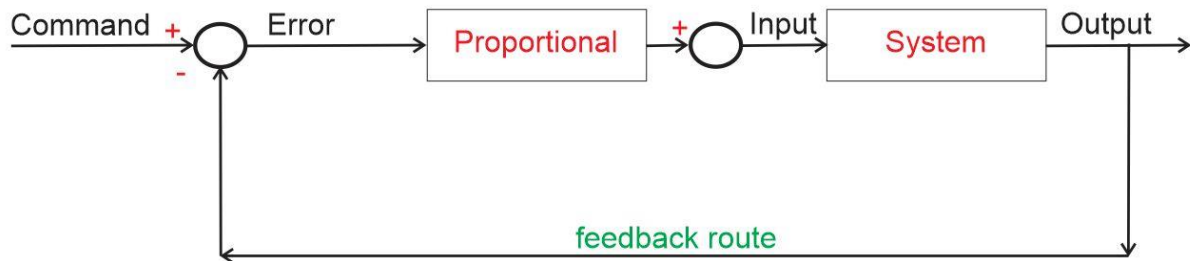 Command + Error Proportional + Input System Output
-
feedback route